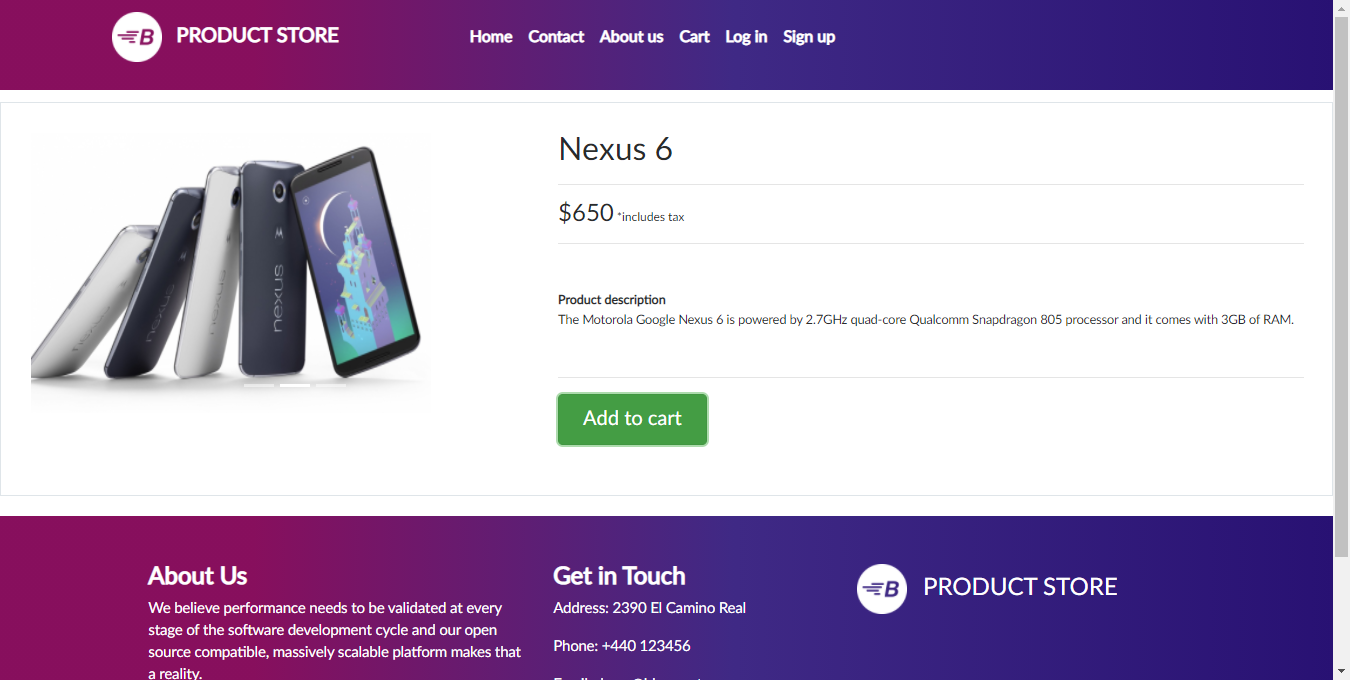 B PRODUCT STORE
Home Contact About us Cart Log in Sign up
Nexus 6
$650 *includes tax
nexus
nexus
nexus
nexus
Product description
The Motorola Google Nexus 6 is powered by 2.7GHz quad-core Qualcomm Snapdragon 805 processor and it comes with 3GB of RAM.
Add to cart
About Us
We believe performance needs to be validated at every
stage of the software development cycle and our open
source compatible, massively scalable platform makes that
a reality.
Get in Touch
Address: 2390 El Camino Real
Phone: +440 123456
B PRODUCT STORE